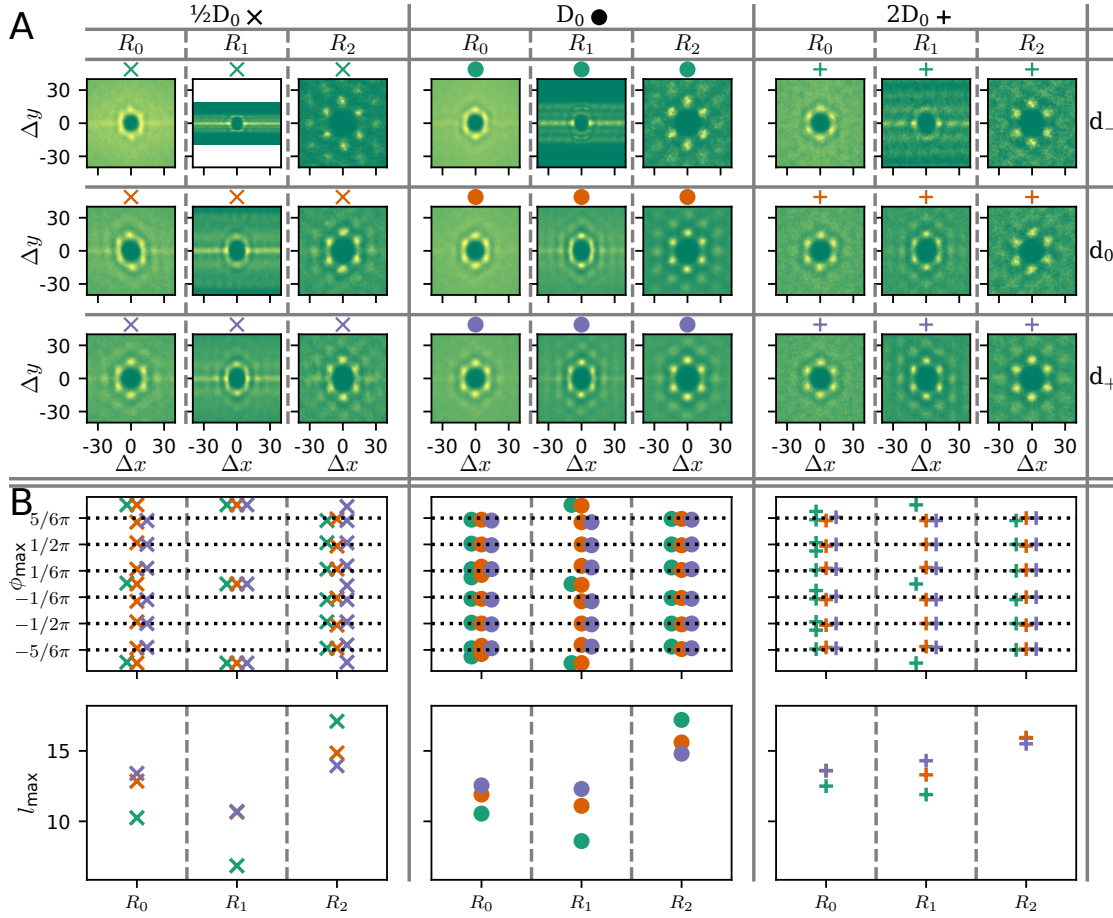 A
½D₀ × D₀ ● 2D₀ +
R₀ R₁ R₂ R₀ R₁ R₂ R₀ R₁ R₂
30
0
-30
Δy
d₋
30
0
-30
Δy
d₀
30
0
-30
Δy
d₊
-30 0 30 -30 0 30 -30 0 30 -30 0 30 -30 0 30 -30 0 30 -30 0 30 -30 0 30 -30 0 30
Δx Δx Δx Δx Δx Δx Δx Δx Δx
B
5/6π
1/2π
1/6π
−1/6π
−1/2π
−5/6π
ϕmax
15
10
lmax
R₀ R₁ R₂ R₀ R₁ R₂ R₀ R₁ R₂